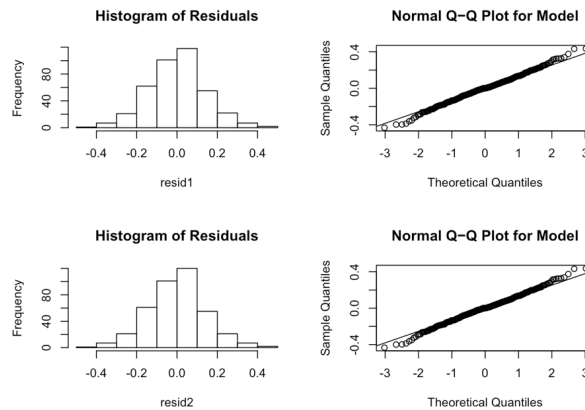 Histogram of Residuals
Frequency
0 40 80
-0.4 -0.2 0.0 0.2 0.4
resid1
Normal Q−Q Plot for Model
Sample Quantiles
-0.4 0.0 0.4
-3 -2 -1 0 1 2 3
Theoretical Quantiles
Histogram of Residuals
Frequency
0 40 80
-0.4 -0.2 0.0 0.2 0.4
resid2
Normal Q−Q Plot for Model
Sample Quantiles
-0.4 0.0 0.4
-3 -2 -1 0 1 2 3
Theoretical Quantiles